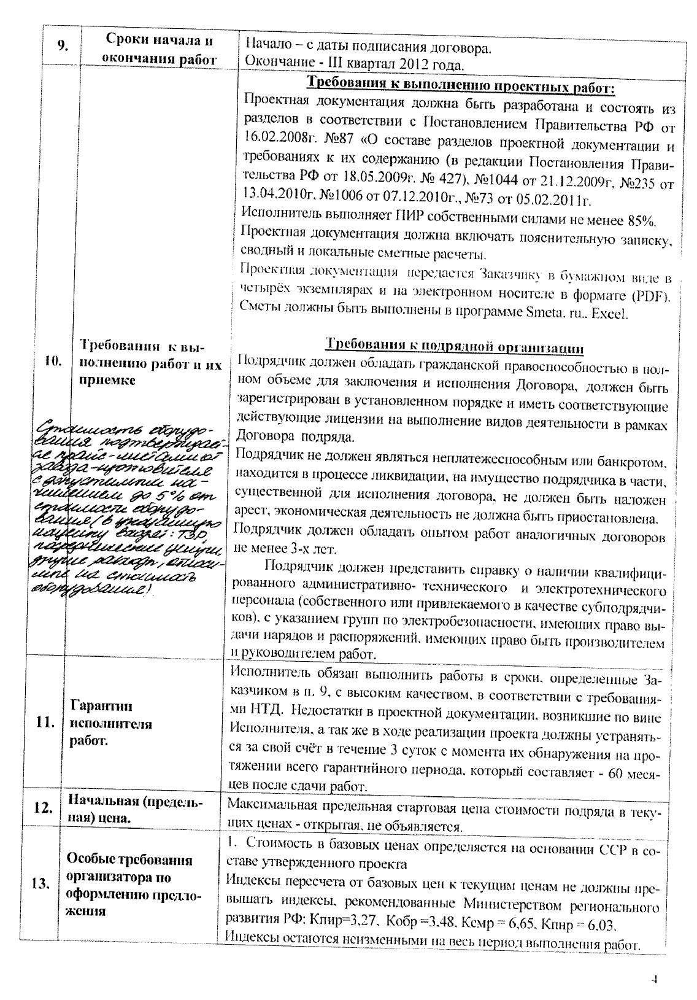 9.
Сроки начала и
окончания работ
Начало – с даты подписания договора.
Окончание - III квартал 2012 года.
10.
Требования к вы-
полнению работ и их
приемке
Стоимость оборудо-
вания подтверждает-
ся прайс-листами от
завода-изготовителя
с допустимым на-
числением до 5% от
стоимости оборудо-
вания (в указанную
наценку входят: ТЗР,
посреднические услуги,
другие расходы, относи-
мые на стоимость
оборудования)
Требования к выполнению проектных работ:
Проектная документация должна быть разработана и состоять из
разделов в соответствии с Постановлением Правительства РФ от
16.02.2008г. №87 «О составе разделов проектной документации и
требованиях к их содержанию (в редакции Постановления Прави-
тельства РФ от 18.05.2009г. № 427), №1044 от 21.12.2009г, №235 от
13.04.2010г, №1006 от 07.12.2010г., №73 от 05.02.2011г.
Исполнитель выполняет ПИР собственными силами не менее 85%.
Проектная документация должна включать пояснительную записку,
сводный и локальные сметные расчеты.
Проектная документация передается Заказчику в бумажном виде в
четырёх экземплярах и на электронном носителе в формате (PDF).
Сметы должны быть выполнены в программе Smeta. ru.. Excel.
Требования к подрядной организации
Подрядчик должен обладать гражданской правоспособностью в пол-
ном объеме для заключения и исполнения Договора, должен быть
зарегистрирован в установленном порядке и иметь соответствующие
действующие лицензии на выполнение видов деятельности в рамках
Договора подряда.
Подрядчик не должен являться неплатежеспособным или банкротом,
находится в процессе ликвидации, на имущество подрядчика в части,
существенной для исполнения договора, не должен быть наложен
арест, экономическая деятельность не должна быть приостановлена.
Подрядчик должен обладать опытом работ аналогичных договоров
не менее 3-х лет.
Подрядчик должен представить справку о наличии квалифици-
рованного административно- технического и электротехнического
персонала (собственного или привлекаемого в качестве субподрядчи-
ков), с указанием групп по электробезопасности, имеющих право вы-
дачи нарядов и распоряжений, имеющих право быть производителем
и руководителем работ.
11.
Гарантии
исполнителя
работ.
Исполнитель обязан выполнить работы в сроки, определенные За-
казчиком в п. 9, с высоким качеством, в соответствии с требования-
ми НТД. Недостатки в проектной документации, возникшие по вине
Исполнителя, а так же в ходе реализации проекта должны устранять-
ся за свой счёт в течение 3 суток с момента их обнаружения на про-
тяжении всего гарантийного периода, который составляет - 60 меся-
цев после сдачи работ.
12.
Начальная (предель-
ная) цена.
Максимальная предельная стартовая цена стоимости подряда в теку-
щих ценах - открытая, не объявляется.
13.
Особые требования
организатора по
оформлению предло-
жения
1. Стоимость в базовых ценах определяется на основании ССР в со-
ставе утвержденного проекта
Индексы пересчета от базовых цен к текущим ценам не должны пре-
вышать индексы, рекомендованные Министерством регионального
развития РФ: Кпир=3,27, Кобр =3,48, Ксмр = 6,65, Кпнр = 6,03.
Индексы остаются неизменными на весь период выполнения работ.
4